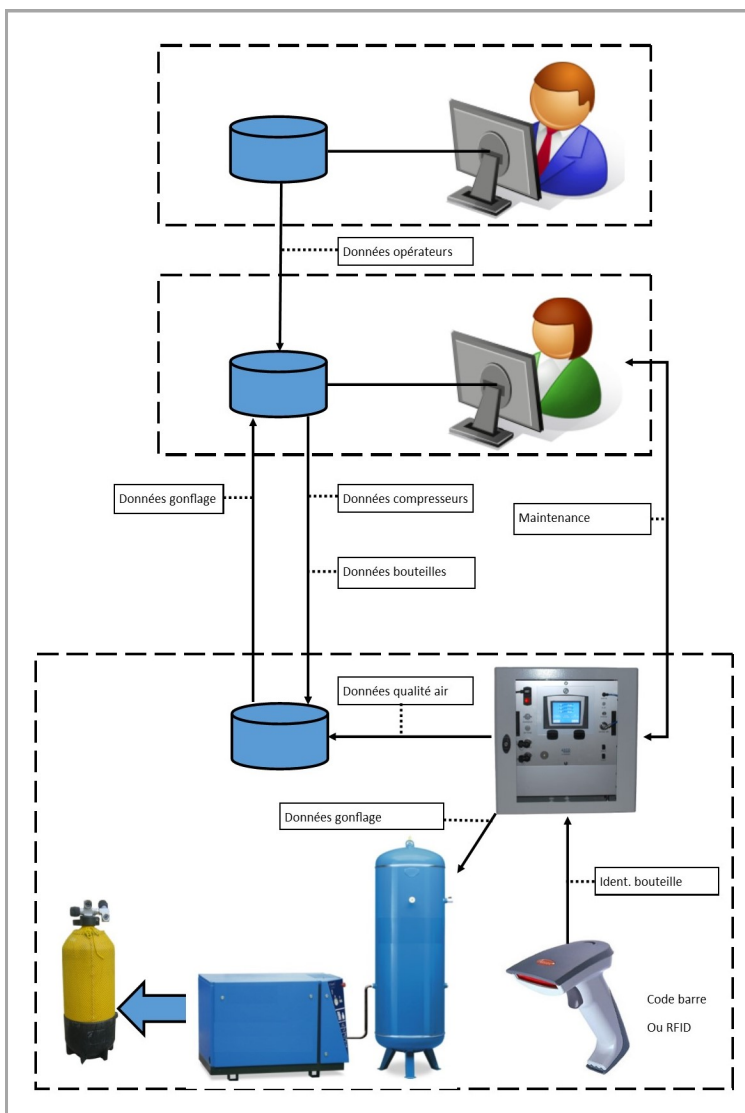 Données opérateurs
Données gonflage
Données compresseurs
Maintenance
Données bouteilles
Données qualité air
Données gonflage
Ident. bouteille
Code barre
Ou RFID